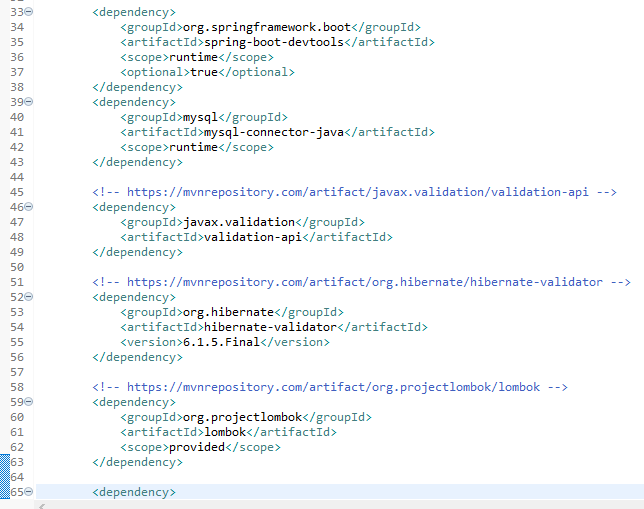 33 <dependency>
34 <groupId>org.springframework.boot</groupId>
35 <artifactId>spring-boot-devtools</artifactId>
36 <scope>runtime</scope>
37 <optional>true</optional>
38 </dependency>
39 <dependency>
40 <groupId>mysql</groupId>
41 <artifactId>mysql-connector-java</artifactId>
42 <scope>runtime</scope>
43 </dependency>
44
45 <!-- https://mvnrepository.com/artifact/javax.validation/validation-api -->
46 <dependency>
47 <groupId>javax.validation</groupId>
48 <artifactId>validation-api</artifactId>
49 </dependency>
50
51 <!-- https://mvnrepository.com/artifact/org.hibernate/hibernate-validator -->
52 <dependency>
53 <groupId>org.hibernate</groupId>
54 <artifactId>hibernate-validator</artifactId>
55 <version>6.1.5.Final</version>
56 </dependency>
57
58 <!-- https://mvnrepository.com/artifact/org.projectlombok/lombok -->
59 <dependency>
60 <groupId>org.projectlombok</groupId>
61 <artifactId>lombok</artifactId>
62 <scope>provided</scope>
63 </dependency>
64
65 <dependency>